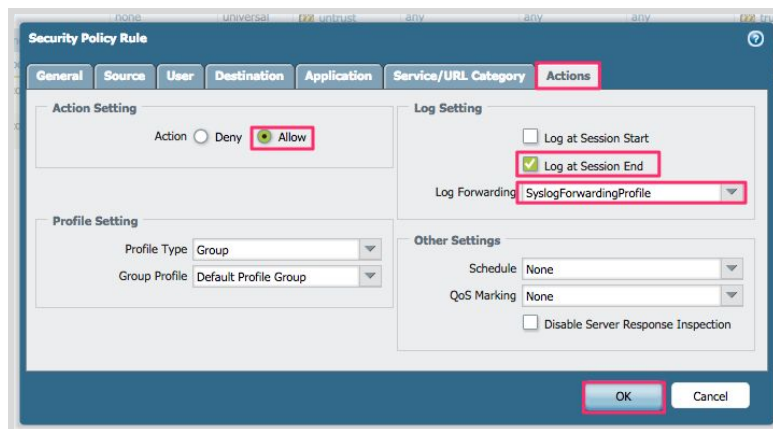 none universal untrust any any any tru
Security Policy Rule
General Source User Destination Application Service/URL Category Actions
Action Setting
Action Deny Allow
Log Setting
Log at Session Start
Log at Session End
Log Forwarding SyslogForwardingProfile
Profile Setting
Profile Type Group
Group Profile Default Profile Group
Other Settings
Schedule None
QoS Marking None
Disable Server Response Inspection
OK Cancel